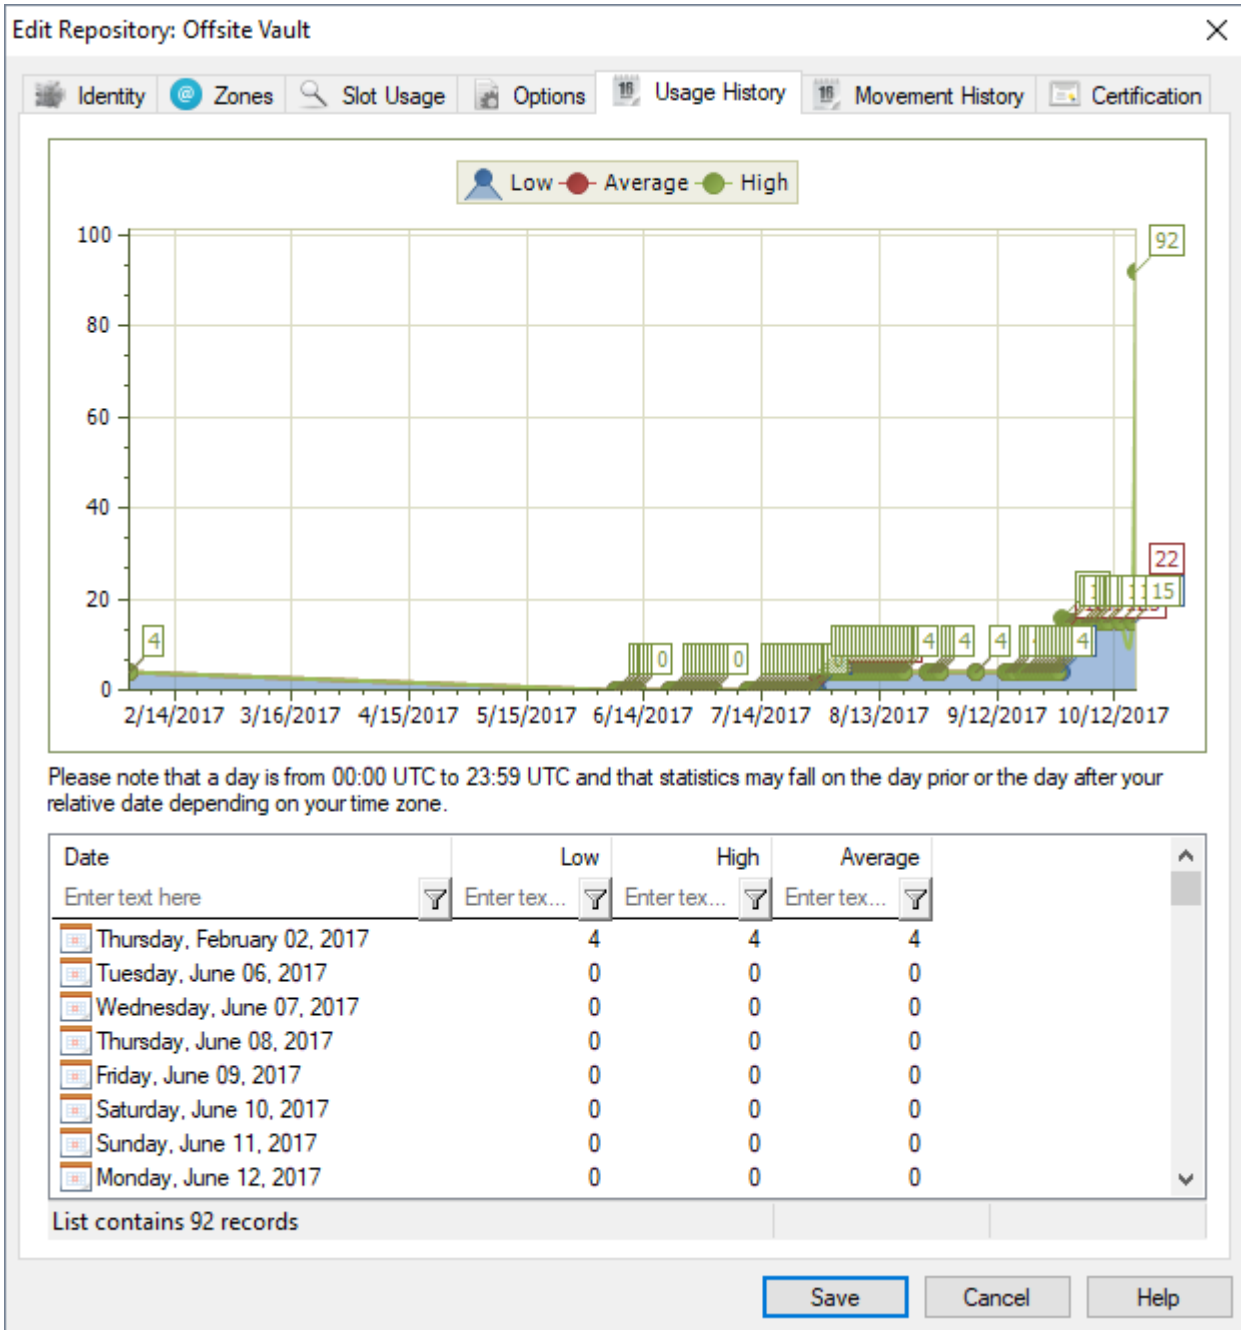 Edit Repository: Offsite Vault
Identity Zones Slot Usage Options Usage History Movement History Certification
Low Average High
100
92
80
60
40
22
20
15
4 0 0 4 4 4 4
0
2/14/2017 3/16/2017 4/15/2017 5/15/2017 6/14/2017 7/14/2017 8/13/2017 9/12/2017 10/12/2017
Please note that a day is from 00:00 UTC to 23:59 UTC and that statistics may fall on the day prior or the day after your
relative date depending on your time zone.
Date Low High Average
Enter text here Enter tex... Enter tex... Enter tex...
Thursday, February 02, 2017 4 4 4
Tuesday, June 06, 2017 0 0 0
Wednesday, June 07, 2017 0 0 0
Thursday, June 08, 2017 0 0 0
Friday, June 09, 2017 0 0 0
Saturday, June 10, 2017 0 0 0
Sunday, June 11, 2017 0 0 0
Monday, June 12, 2017 0 0 0
List contains 92 records
Save Cancel Help